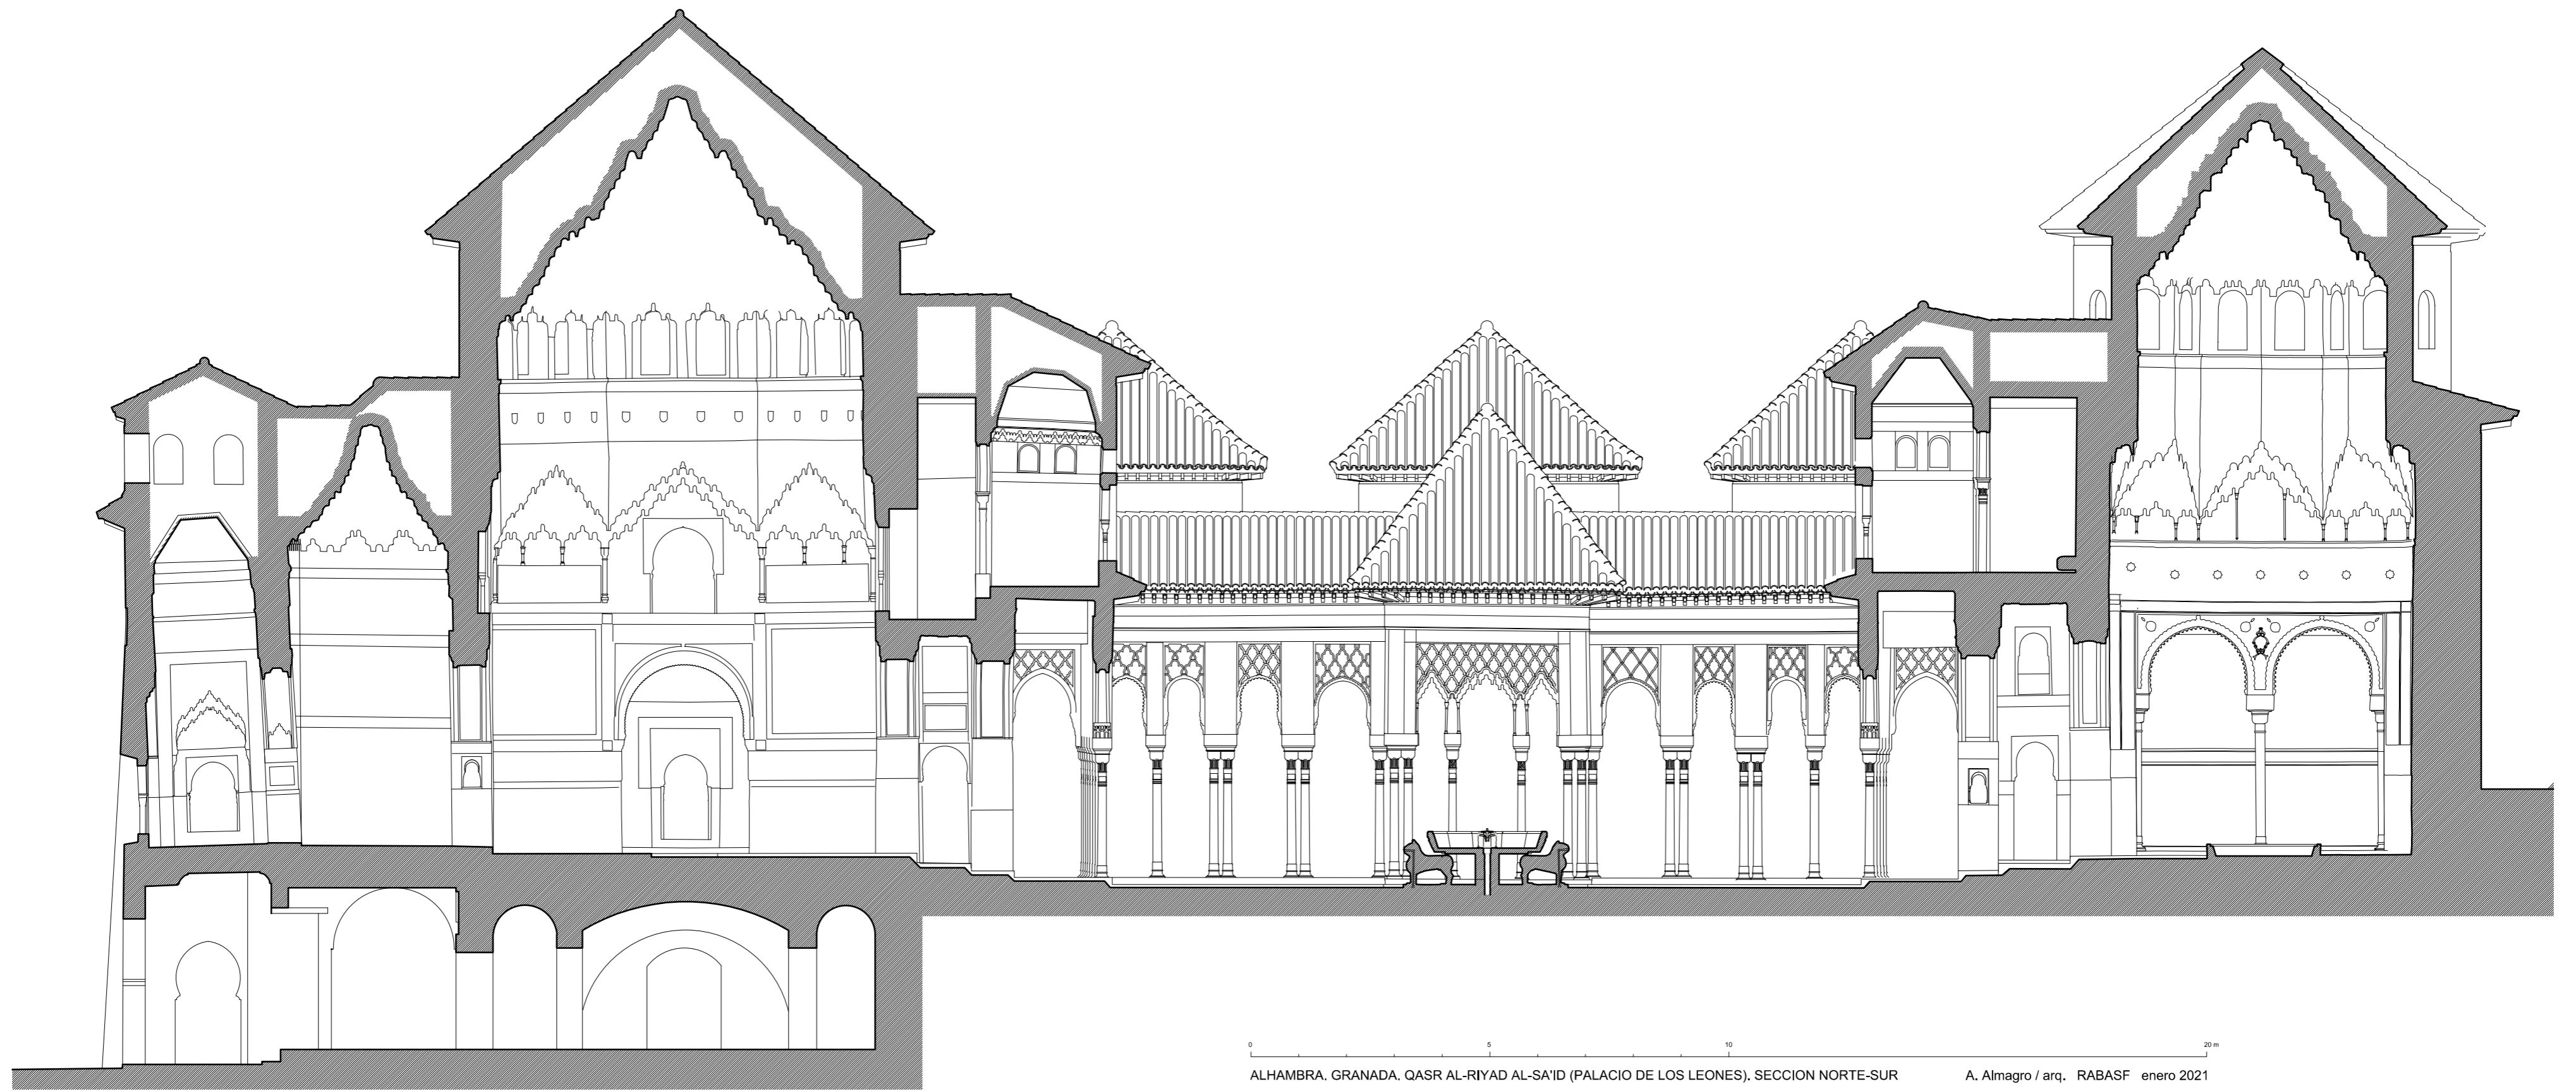 0 5 10 20 m
ALHAMBRA. GRANADA. QASR AL-RIYAD AL-SA'ID (PALACIO DE LOS LEONES). SECCION NORTE-SUR A. Almagro / arq. RABASF enero 2021